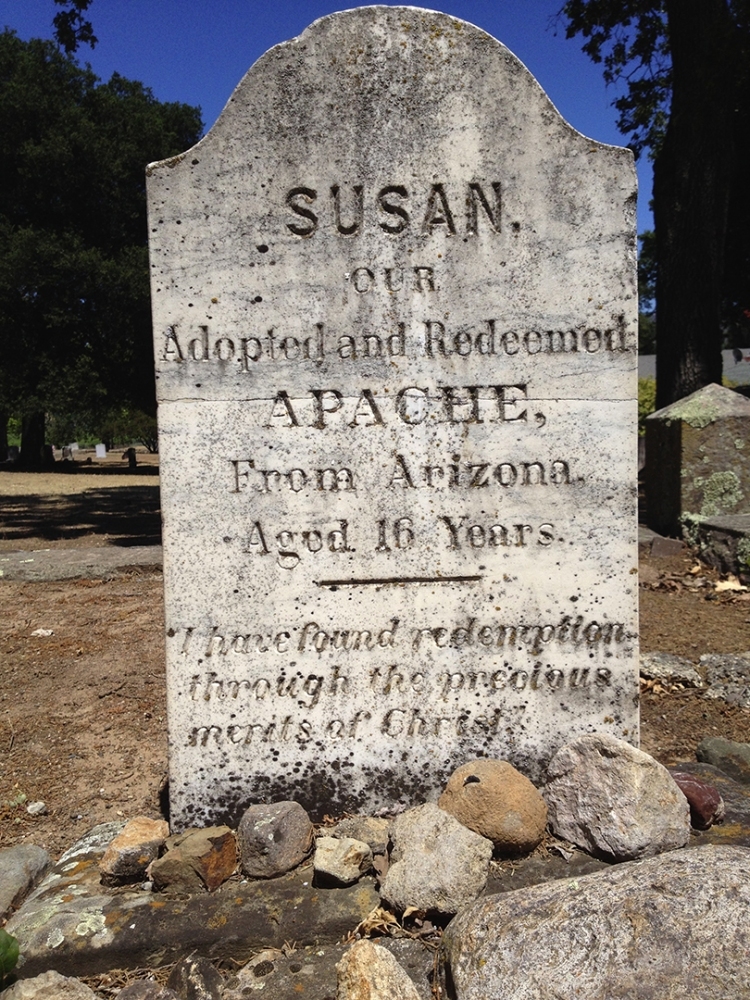 SUSAN.
OUR
Adopted and Redeemed
APACHE,
From Arizona.
Aged 16 Years.
"I have found redemption
through the precious
merits of Christ."